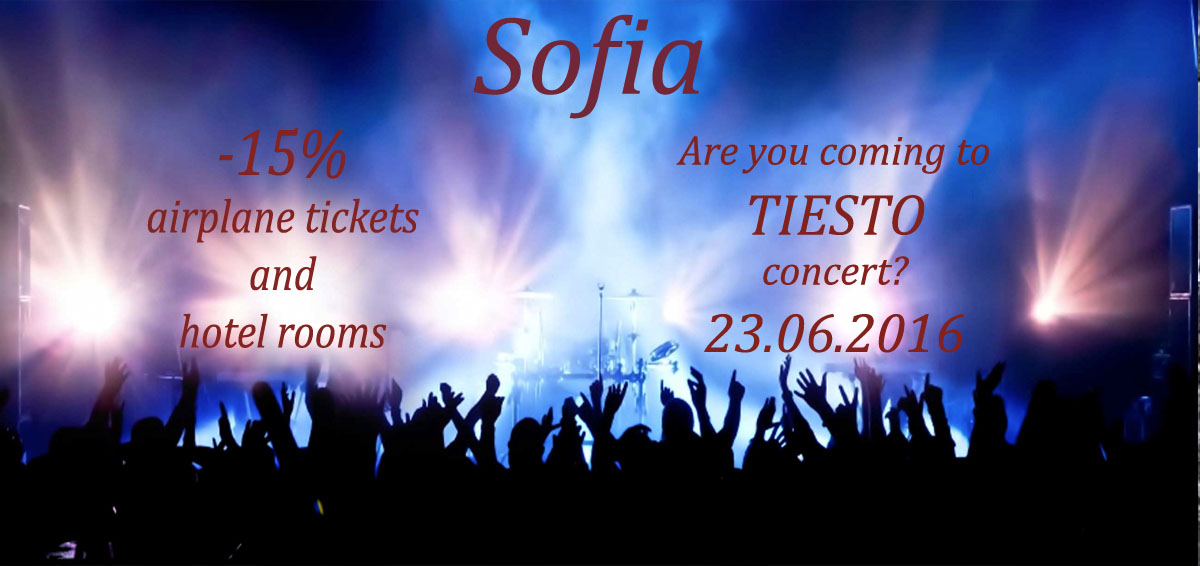 Sofia
-15%
airplane tickets
and
hotel rooms
Are you coming to
TIESTO
concert?
23.06.2016